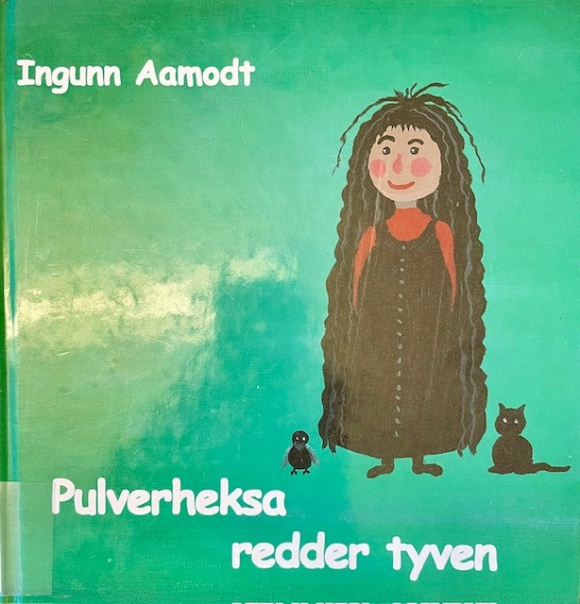 Ingunn Aamodt
Pulverheksa
redder tyven